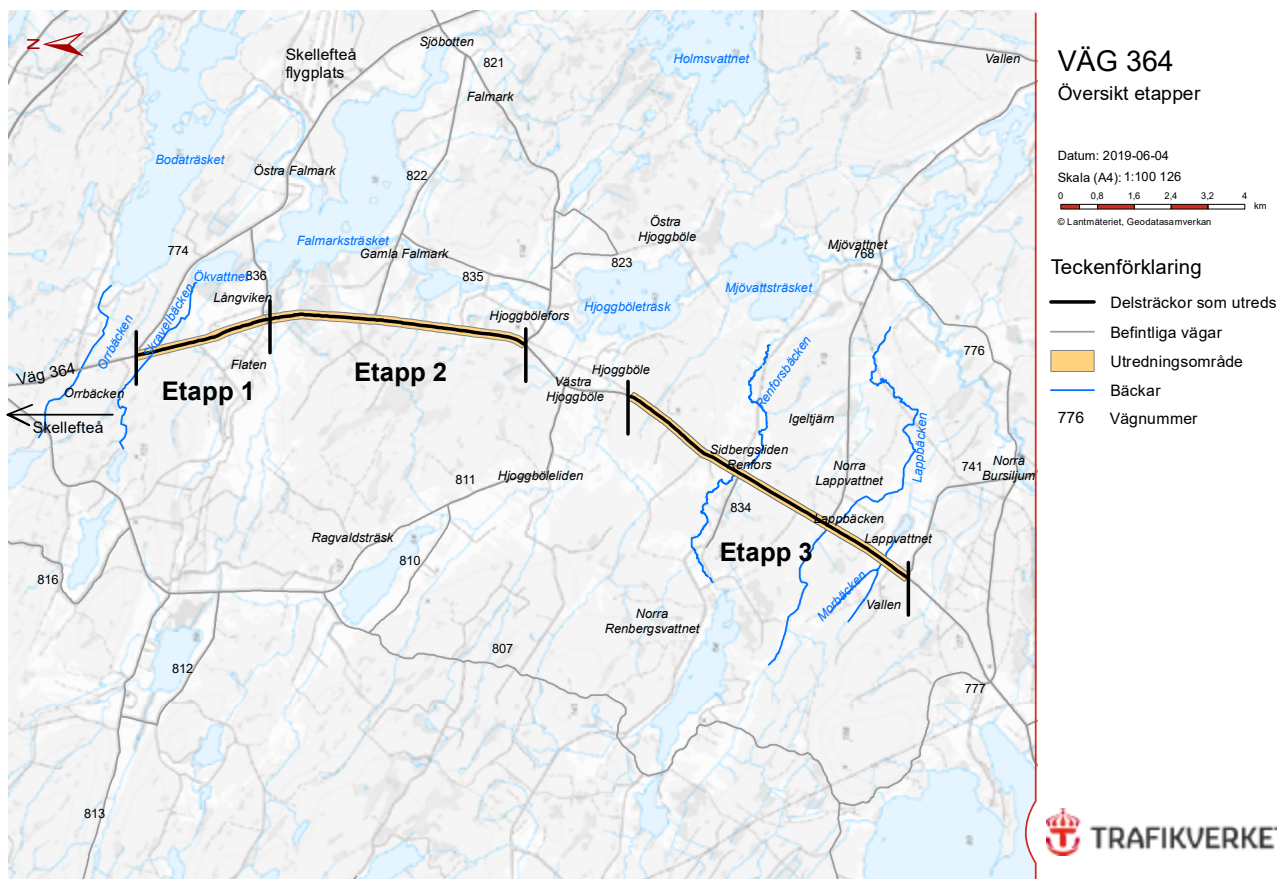 N
Skellefteå
flygplats
Sjöbotten
821
Falmark
Holmsvattnet
Vallen
Bodaträsket
Östra Falmark
822
774
Falmarksträsket
Gamla Falmark
Östra
Hjoggböle
823
Mjövattnet
768
Ökvattnet
836
835
Långviken
Hjoggböleträsk
Mjövattsträsket
Hjoggbölefors
Orrbäcken
Skravelbäcken
Flaten
Väg 364
Etapp 1
Etapp 2
Orrbäcken
Skellefteå
Västra
Hjoggböle
Hjoggböle
Renforsbäcken
776
Igeltjärn
Lappbäcken
Sidbergsliden
Renfors
Norra
Lappvattnet
741
Norra
Bursiljum
811
Hjoggböleliden
834
Lappbäcken
Lappvattnet
Ragvaldsträsk
810
Etapp 3
Morbäcken
Vallen
816
Norra
Renbergsvattnet
807
812
777
813
VÄG 364
Översikt etapper
Datum: 2019-06-04
Skala (A4): 1:100 126
0 0,8 1,6 2,4 3,2 4
km
© Lantmäteriet, Geodatasamverkan
Teckenförklaring
Delsträckor som utreds
Befintliga vägar
Utredningsområde
Bäckar
776 Vägnummer
TRAFIKVERKET